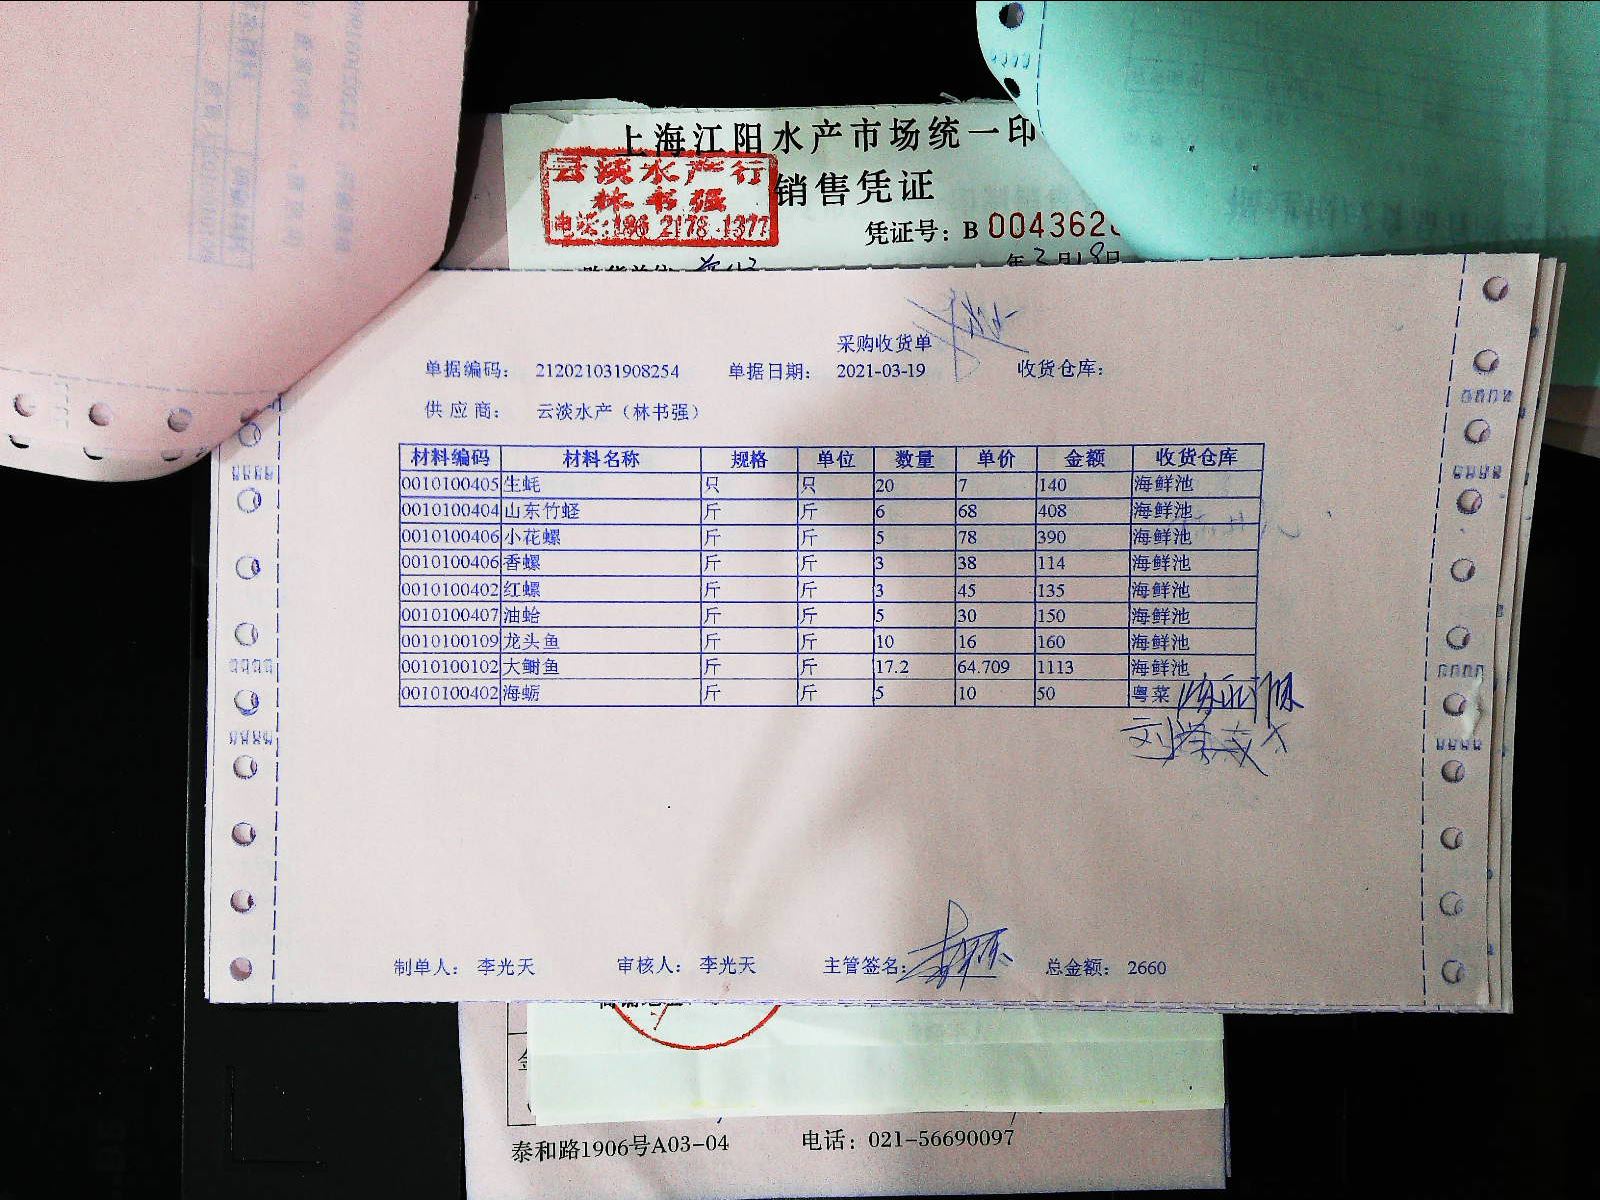 上海江阳水产市场统一印
云淡水产行
林书强
电话:186 2178 1377
销售凭证
凭证号: B 0043620
年3月18日
采购收货单
单据编码: 212021031908254 单据日期: 2021-03-19 收货仓库:
供应商: 云淡水产（林书强）
材料编码 材料名称 规格 单位 数量 单价 金额 收货仓库
0010100405 生蚝 只 只 20 7 140 海鲜池
0010100404 山东竹蛏 斤 斤 6 68 408 海鲜池
0010100406 小花螺 斤 斤 5 78 390 海鲜池
0010100406 香螺 斤 斤 3 38 114 海鲜池
0010100402 红螺 斤 斤 3 45 135 海鲜池
0010100407 油蛤 斤 斤 5 30 150 海鲜池
0010100109 龙头鱼 斤 斤 10 16 160 海鲜池
0010100102 大鲥鱼 斤 斤 17.2 64.709 1113 海鲜池
0010100402 海蛎 斤 斤 5 10 50 粤菜
制单人: 李光天 审核人: 李光天 主管签名: 总金额: 2660
泰和路1906号A03-04 电话: 021-56690097